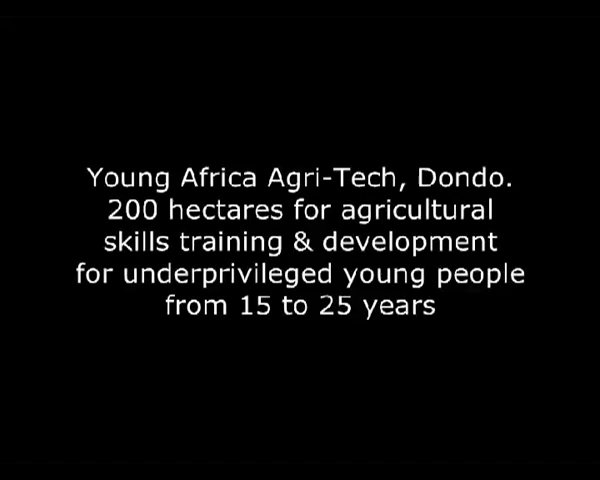 Young Africa Agri-Tech, Dondo.
200 hectares for agricultural
skills training & development
for underprivileged young people
from 15 to 25 years